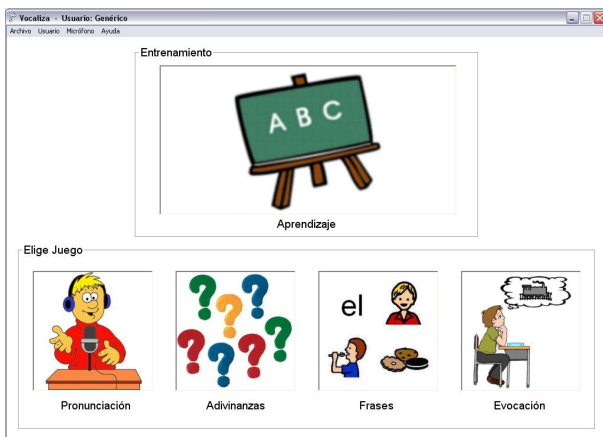 Vocaliza - Usuario: Genérico
Archivo Usuario Micrófono Ayuda
Entrenamiento
A B C
Aprendizaje
Elige Juego
el
Pronunciación Adivinanzas Frases Evocación